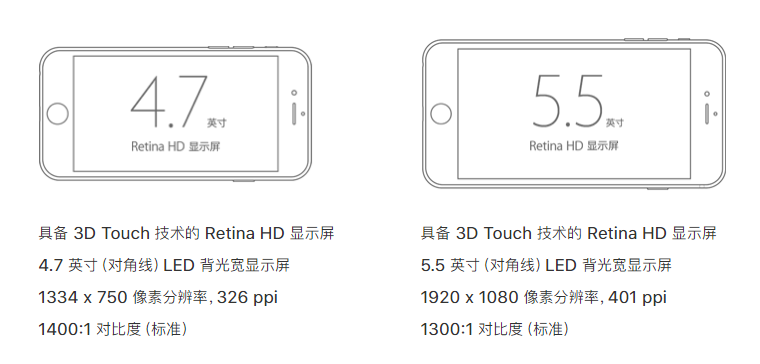 4.7 英寸
Retina HD 显示屏
5.5 英寸
Retina HD 显示屏
具备 3D Touch 技术的 Retina HD 显示屏
4.7 英寸 (对角线) LED 背光宽显示屏
1334 x 750 像素分辨率, 326 ppi
1400:1 对比度 (标准)
具备 3D Touch 技术的 Retina HD 显示屏
5.5 英寸 (对角线) LED 背光宽显示屏
1920 x 1080 像素分辨率, 401 ppi
1300:1 对比度 (标准)